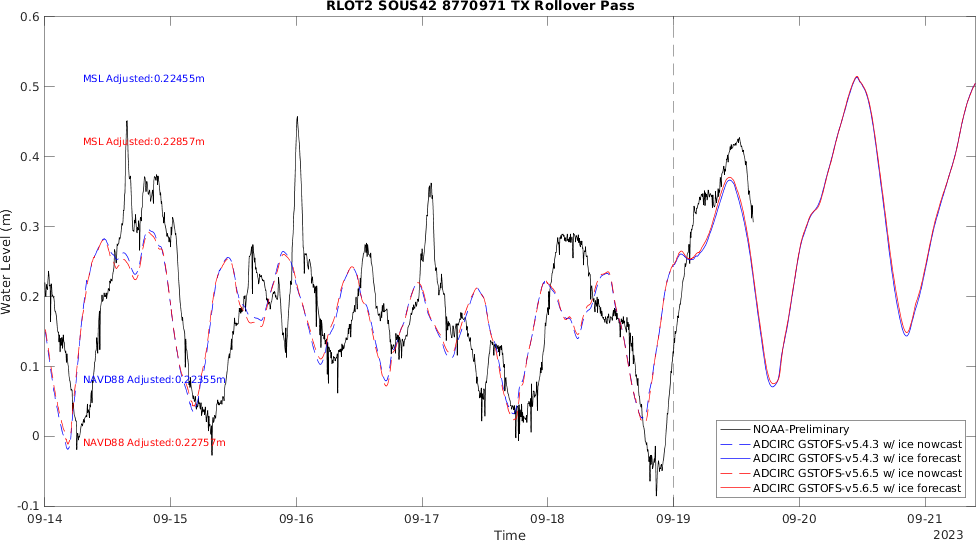 RLOT2 SOUS42 8770971 TX Rollover Pass
0.6
0.5
0.4
0.3
0.2
0.1
0
-0.1
Water Level (m)
MSL Adjusted:0.22455m
MSL Adjusted:0.22857m
NAVD88 Adjusted:0.22355m
NAVD88 Adjusted:0.22757m
NOAA-Preliminary
ADCIRC GSTOFS-v5.4.3 w/ ice nowcast
ADCIRC GSTOFS-v5.4.3 w/ ice forecast
ADCIRC GSTOFS-v5.6.5 w/ ice nowcast
ADCIRC GSTOFS-v5.6.5 w/ ice forecast
09-14 09-15 09-16 09-17 09-18 09-19 09-20 09-21
Time
2023